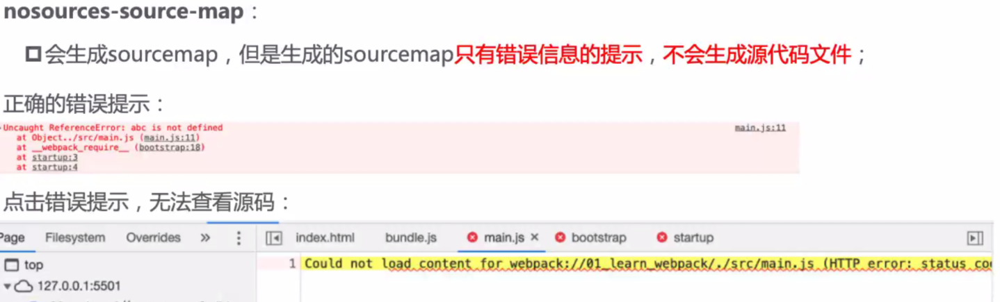 nosources-source-map：
会生成sourcemap，但是生成的sourcemap只有错误信息的提示，不会生成源代码文件；
正确的错误提示：
Uncaught ReferenceError: abc is not defined main.js:11
at Object../src/main.js (main.js:11)
at __webpack_require__ (bootstrap:18)
at startup:3
at startup:4
点击错误提示，无法查看源码：
Page Filesystem Overrides » ⋮ index.html bundle.js main.js × bootstrap startup
top 1 Could not load content for webpack://01_learn_webpack/./src/main.js (HTTP error: status
127.0.0.1:5501